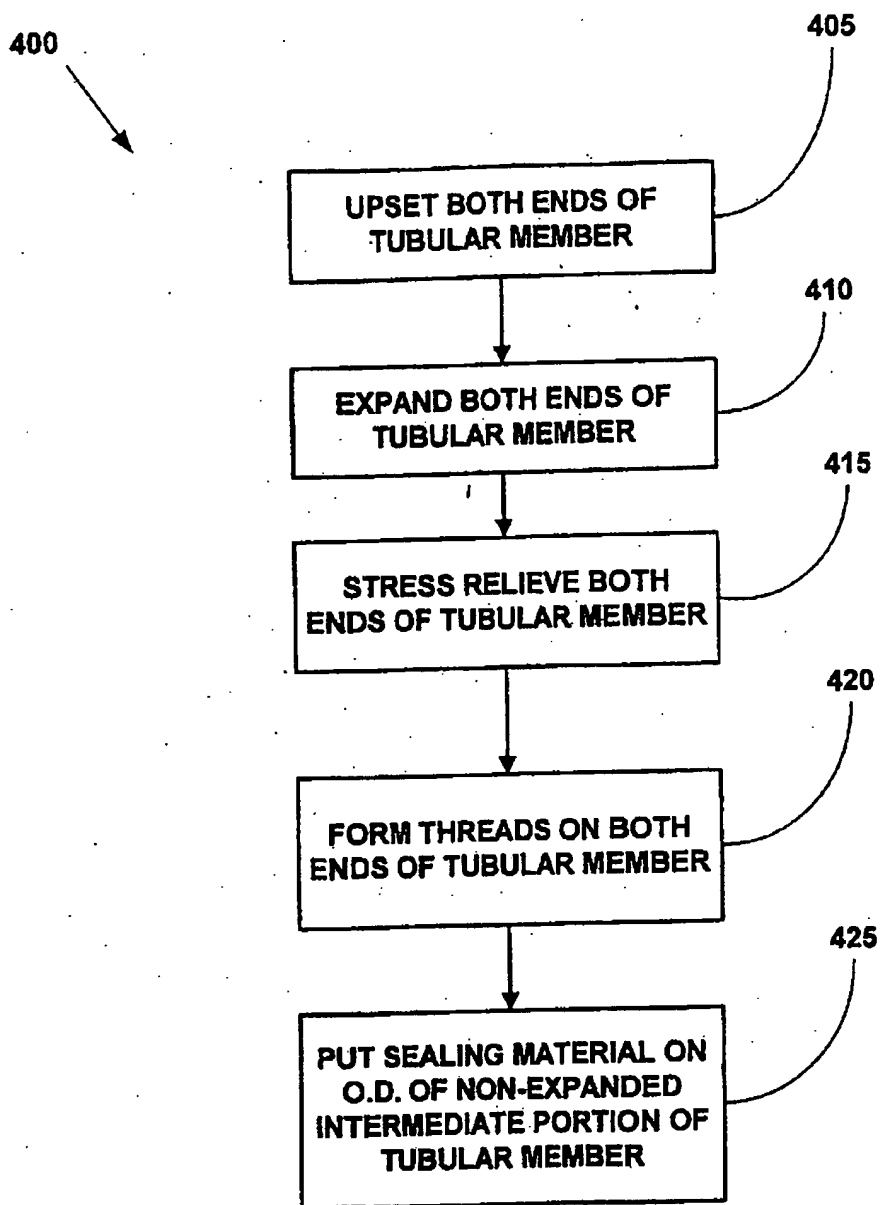 400
405
UPSET BOTH ENDS OF
TUBULAR MEMBER
410
EXPAND BOTH ENDS OF
TUBULAR MEMBER
415
STRESS RELIEVE BOTH
ENDS OF TUBULAR MEMBER
420
FORM THREADS ON BOTH
ENDS OF TUBULAR MEMBER
425
PUT SEALING MATERIAL ON
O.D. OF NON-EXPANDED
INTERMEDIATE PORTION OF
TUBULAR MEMBER